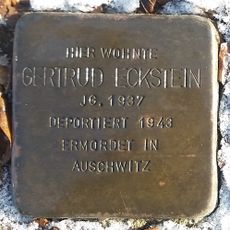 HIER WOHNTE
GERTRUD ECKSTEIN
JG. 1937
DEPORTIERT 1943
ERMORDET IN
AUSCHWITZ